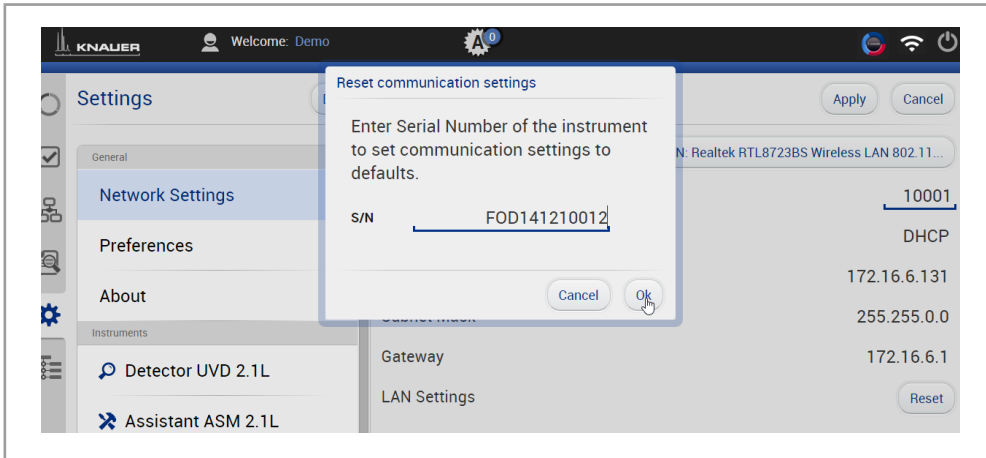 KNAUER
Welcome: Demo
A 0
Settings
Apply
Cancel
Reset communication settings
Enter Serial Number of the instrument
to set communication settings to
defaults.
S/N FOD141210012
Cancel
Ok
General
Network Settings
Preferences
About
Instruments
Detector UVD 2.1L
Assistant ASM 2.1L
N: Realtek RTL8723BS Wireless LAN 802.11...
10001
DHCP
172.16.6.131
255.255.0.0
Gateway 172.16.6.1
LAN Settings Reset